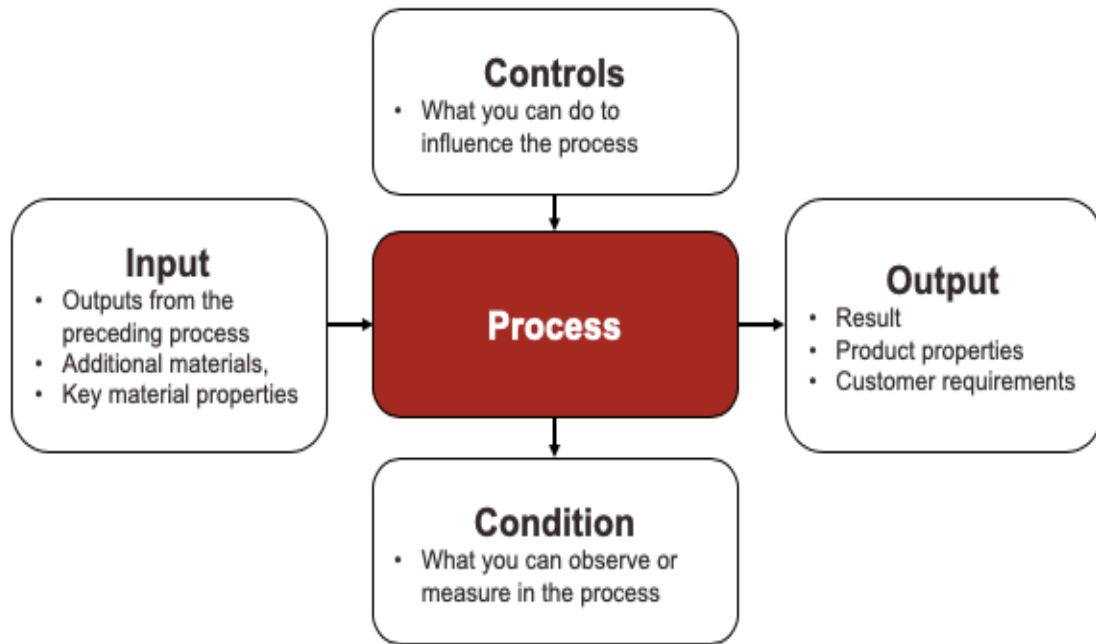 Controls
• What you can do to
influence the process
Input
• Outputs from the
preceding process
• Additional materials,
• Key material properties
Process
Output
• Result
• Product properties
• Customer requirements
Condition
• What you can observe or
measure in the process